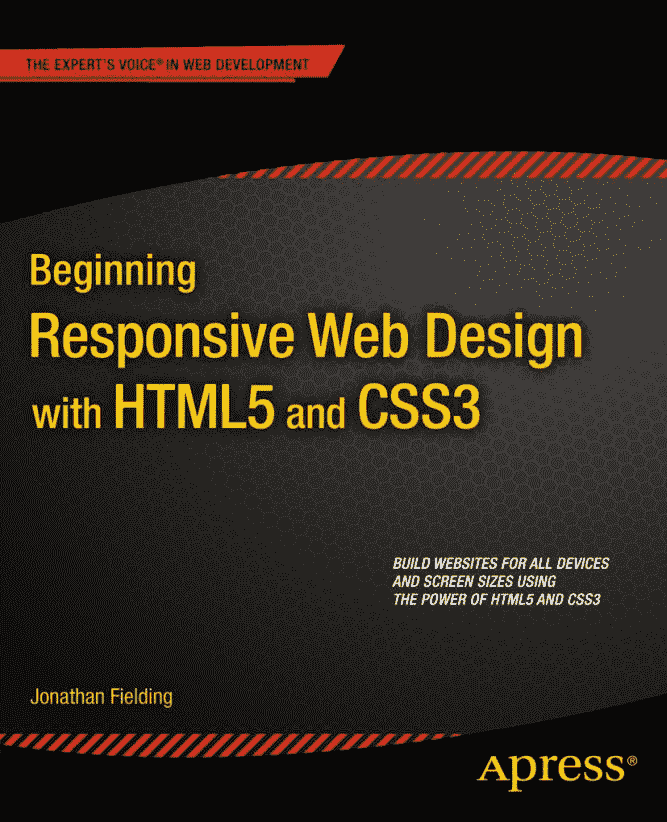 THE EXPERT'S VOICE® IN WEB DEVELOPMENT
Beginning
Responsive Web Design
with HTML5 and CSS3
BUILD WEBSITES FOR ALL DEVICES
AND SCREEN SIZES USING
THE POWER OF HTML5 AND CSS3
Jonathan Fielding
Apress®